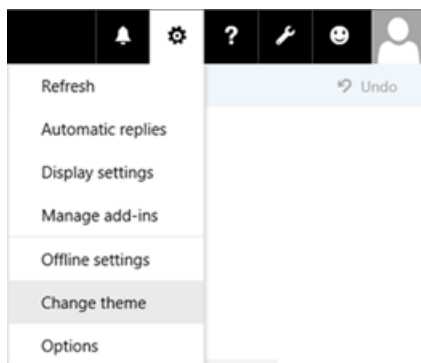 ?
Refresh
Undo
Automatic replies
Display settings
Manage add-ins
Offline settings
Change theme
Options